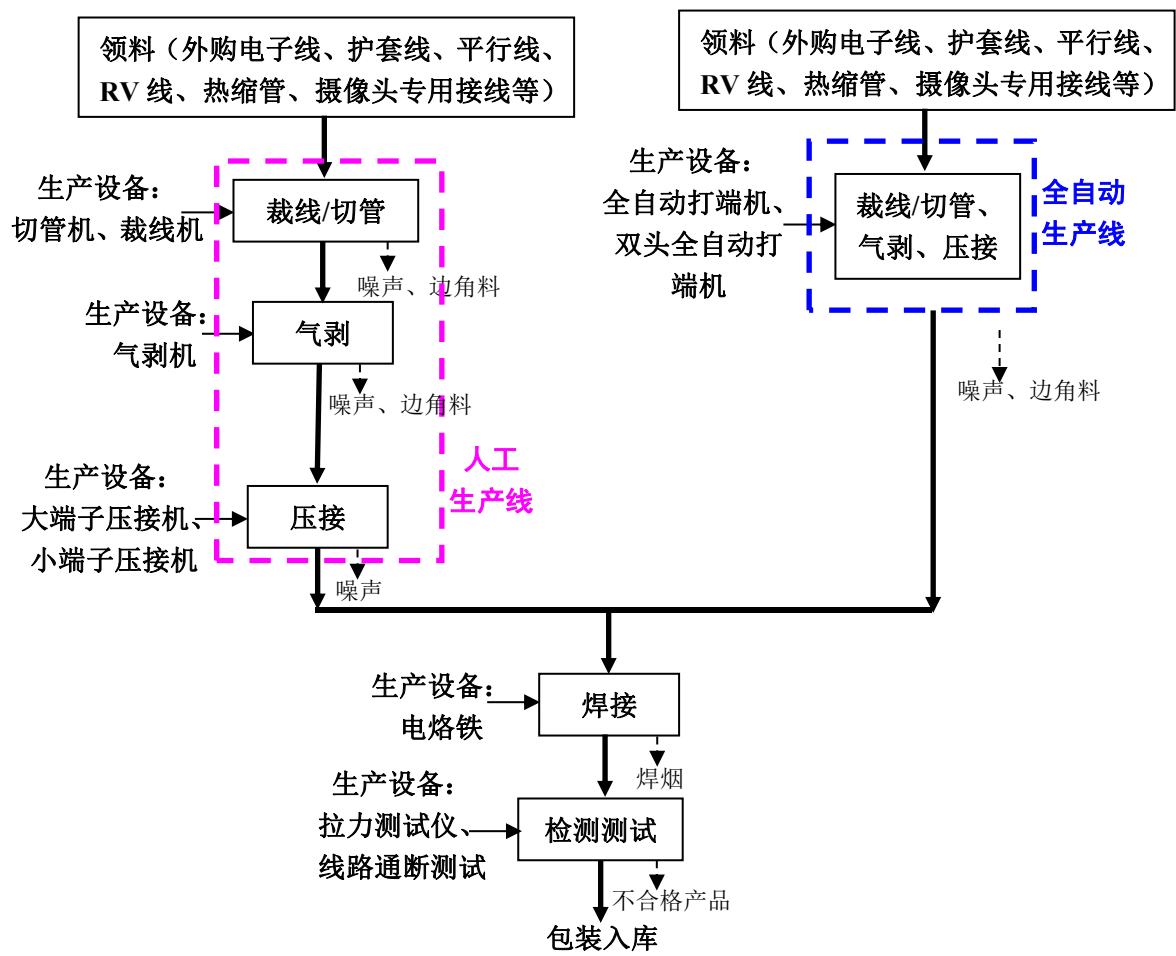 领料（外购电子线、护套线、平行线、
RV 线、热缩管、摄像头专用接线等）
生产设备：
切管机、裁线机
裁线/切管
噪声、边角料
生产设备：
气剥机
气剥
噪声、边角料
人工
生产线
生产设备：
大端子压接机、
小端子压接机
压接
噪声
领料（外购电子线、护套线、平行线、
RV 线、热缩管、摄像头专用接线等）
生产设备：
全自动打端机、
双头全自动打
端机
裁线/切管、
气剥、压接
全自动
生产线
噪声、边角料
生产设备：
电烙铁
焊接
焊烟
生产设备：
拉力测试仪、
线路通断测试
检测测试
不合格产品
包装入库